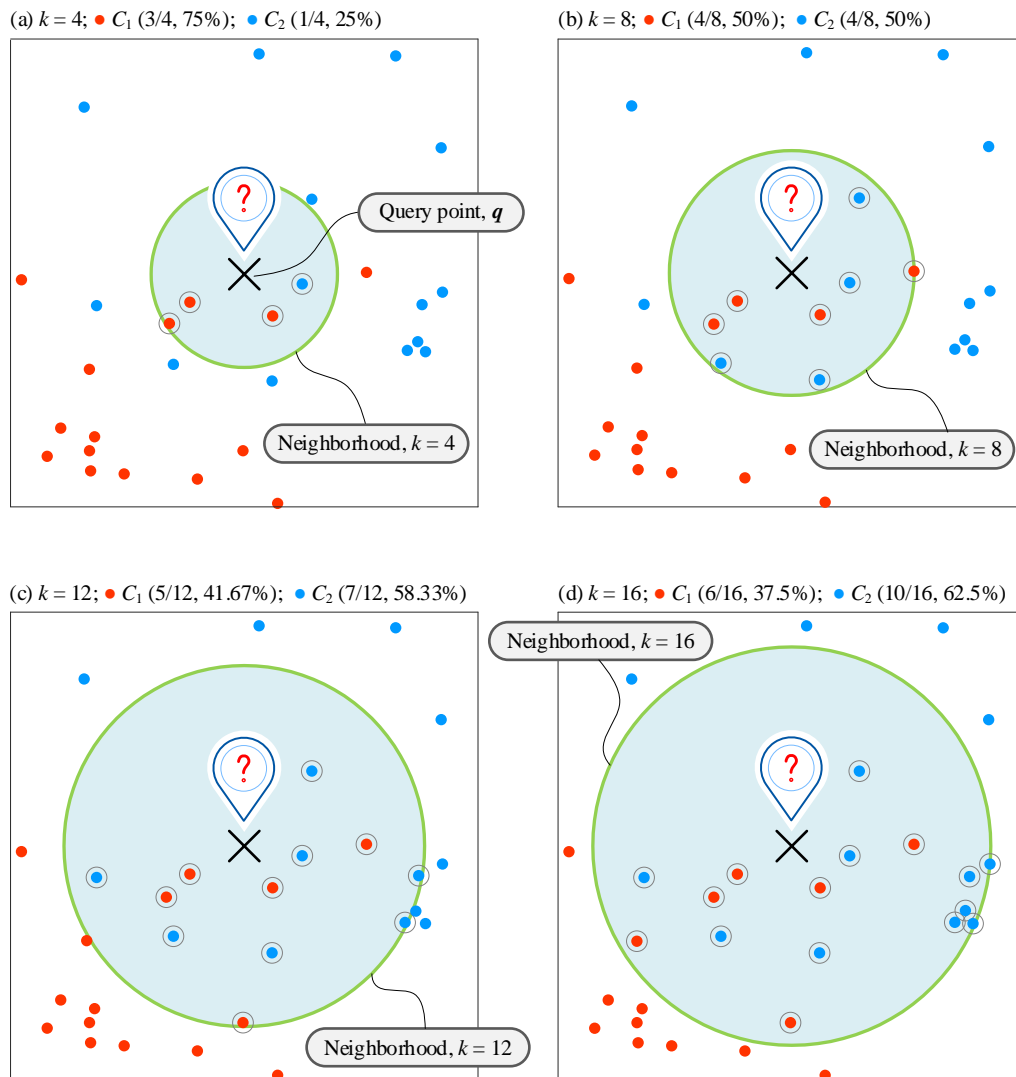 (a) k = 4; C1 (3/4, 75%); C2 (1/4, 25%)
?
Query point, q
Neighborhood, k = 4
(b) k = 8; C1 (4/8, 50%); C2 (4/8, 50%)
?
Neighborhood, k = 8
(c) k = 12; C1 (5/12, 41.67%); C2 (7/12, 58.33%)
?
Neighborhood, k = 12
(d) k = 16; C1 (6/16, 37.5%); C2 (10/16, 62.5%)
Neighborhood, k = 16
?